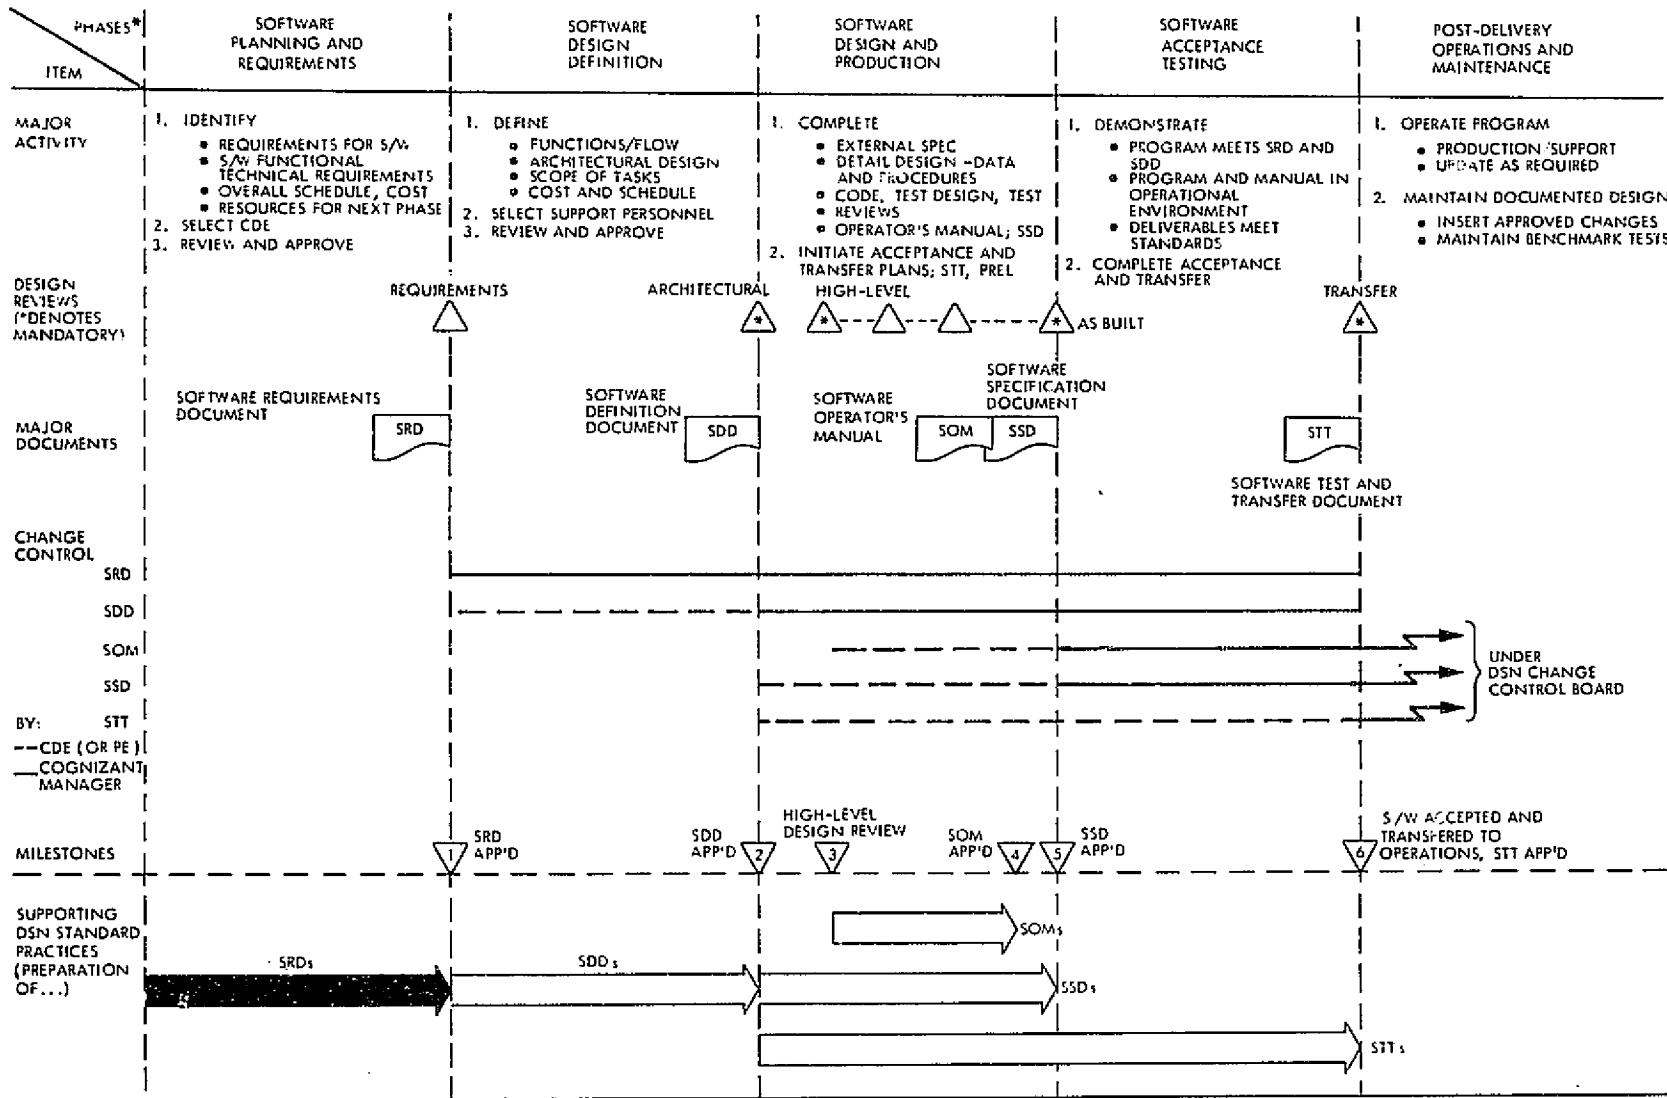 PHASES*
ITEM
SOFTWARE
PLANNING AND
REQUIREMENTS
SOFTWARE
DESIGN
DEFINITION
SOFTWARE
DESIGN AND
PRODUCTION
SOFTWARE
ACCEPTANCE
TESTING
POST-DELIVERY
OPERATIONS AND
MAINTENANCE
MAJOR
ACTIVITY
1. IDENTIFY
• REQUIREMENTS FOR S/W
• S/W FUNCTIONAL
TECHNICAL REQUIREMENTS
• OVERALL SCHEDULE, COST
• RESOURCES FOR NEXT PHASE
2. SELECT CDE
3. REVIEW AND APPROVE
1. DEFINE
• FUNCTIONS/FLOW
• ARCHITECTURAL DESIGN
• SCOPE OF TASKS
• COST AND SCHEDULE
2. SELECT SUPPORT PERSONNEL
3. REVIEW AND APPROVE
1. COMPLETE
• EXTERNAL SPEC
• DETAIL DESIGN -DATA
AND PROCEDURES
• CODE, TEST DESIGN, TEST
• REVIEWS
• OPERATOR'S MANUAL; SSD
2. INITIATE ACCEPTANCE AND
TRANSFER PLANS; STT, PREL
1. DEMONSTRATE
• PROGRAM MEETS SRD AND
SDD
• PROGRAM AND MANUAL IN
OPERATIONAL
ENVIRONMENT
• DELIVERABLES MEET
STANDARDS
2. COMPLETE ACCEPTANCE
AND TRANSFER
1. OPERATE PROGRAM
• PRODUCTION SUPPORT
• UPDATE AS REQUIRED
2. MAINTAIN DOCUMENTED DESIGN
• INSERT APPROVED CHANGES
• MAINTAIN BENCHMARK TESTS
DESIGN
REVIEWS
(*DENOTES
MANDATORY)
REQUIREMENTS
ARCHITECTURAL
*
HIGH-LEVEL
*
*
AS BUILT
TRANSFER
*
MAJOR
DOCUMENTS
SOFTWARE REQUIREMENTS
DOCUMENT
SRD
SOFTWARE
DEFINITION
DOCUMENT
SDD
SOFTWARE
OPERATOR'S
MANUAL
SOM
SOFTWARE
SPECIFICATION
DOCUMENT
SSD
STT
SOFTWARE TEST AND
TRANSFER DOCUMENT
CHANGE
CONTROL
SRD
SDD
SOM
SSD
BY: STT
--CDE (OR PE)
—COGNIZANT
MANAGER
UNDER
DSN CHANGE
CONTROL BOARD
MILESTONES
1
SRD
APP'D
SDD
APP'D
2
HIGH-LEVEL
DESIGN REVIEW
3
SOM
APP'D
4
5
SSD
APP'D
6
S/W ACCEPTED AND
TRANSFERED TO
OPERATIONS, STT APP'D
SUPPORTING
DSN STANDARD
PRACTICES
(PREPARATION
OF...)
SRDs
SDDs
SOMs
SSDs
STTs